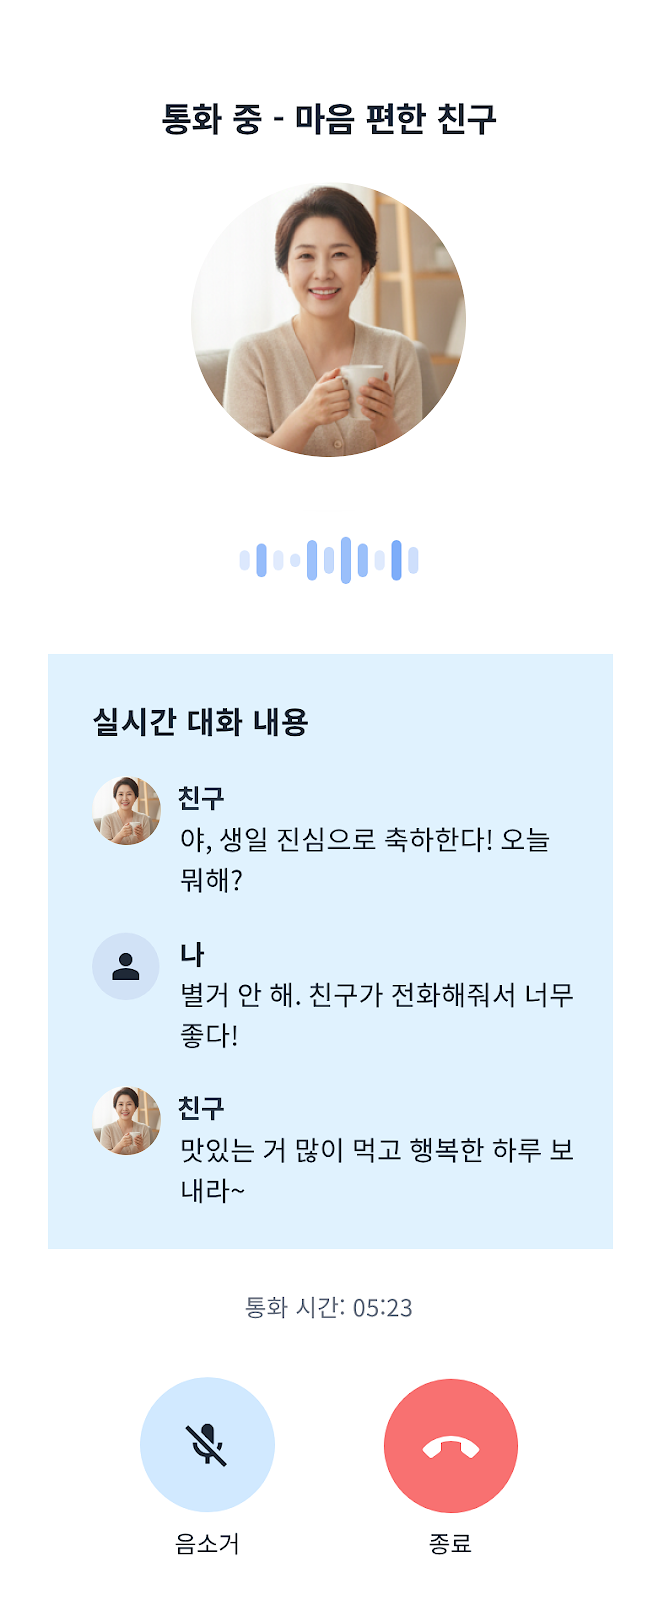 통화 중 - 마음 편한 친구
실시간 대화 내용
친구
야, 생일 진심으로 축하한다! 오늘
뭐해?
나
별거 안 해. 친구가 전화해줘서 너무
좋다!
친구
맛있는 거 많이 먹고 행복한 하루 보
내라~
통화 시간: 05:23
음소거
종료